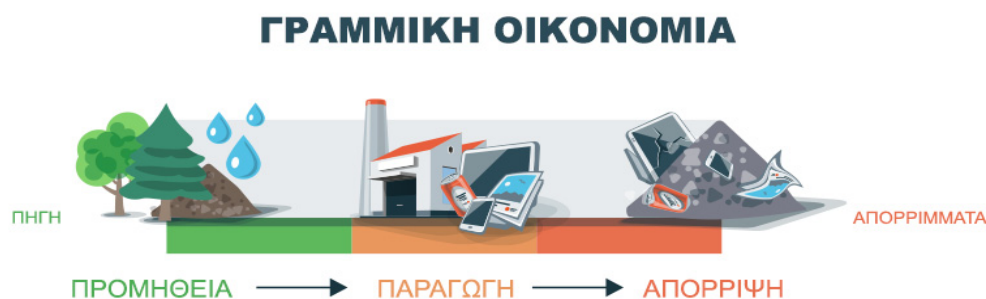 ΓΡΑΜΜΙΚΗ ΟΙΚΟΝΟΜΙΑ
ΠΗΓΗ
ΑΠΟΡΡΙΜΜΑΤΑ
ΠΡΟΜΗΘΕΙΑ ΠΑΡΑΓΩΓΗ ΑΠΟΡΡΙΨΗ